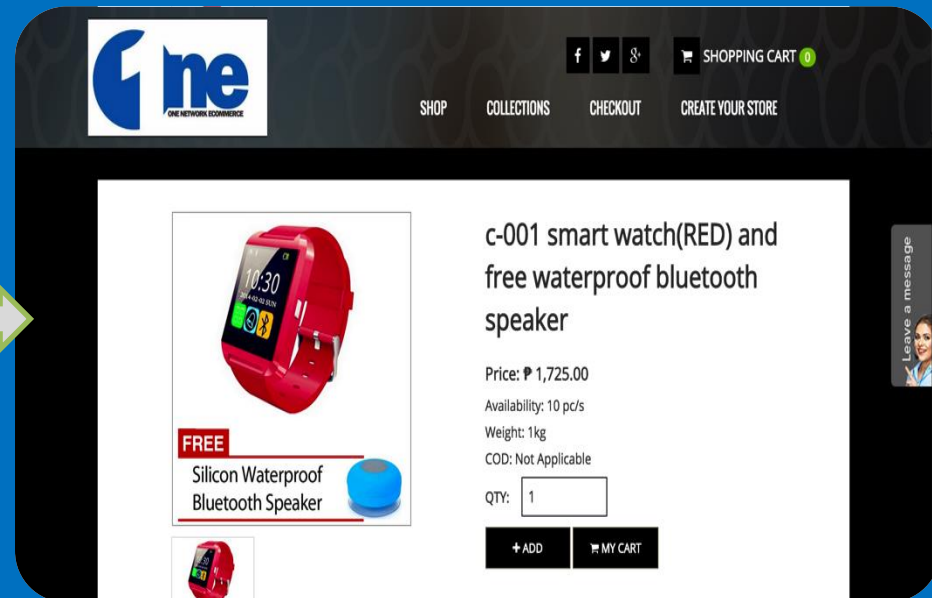 One
ONE NETWORK ECOMMERCE
SHOPPING CART 0
SHOP COLLECTIONS CHECKOUT CREATE YOUR STORE
10:30
FREE
Silicon Waterproof
Bluetooth Speaker
c-001 smart watch(RED) and
free waterproof bluetooth
speaker
Price: ₱ 1,725.00
Availability: 10 pc/s
Weight: 1kg
COD: Not Applicable
QTY: 1
+ ADD
MY CART
Leave a message